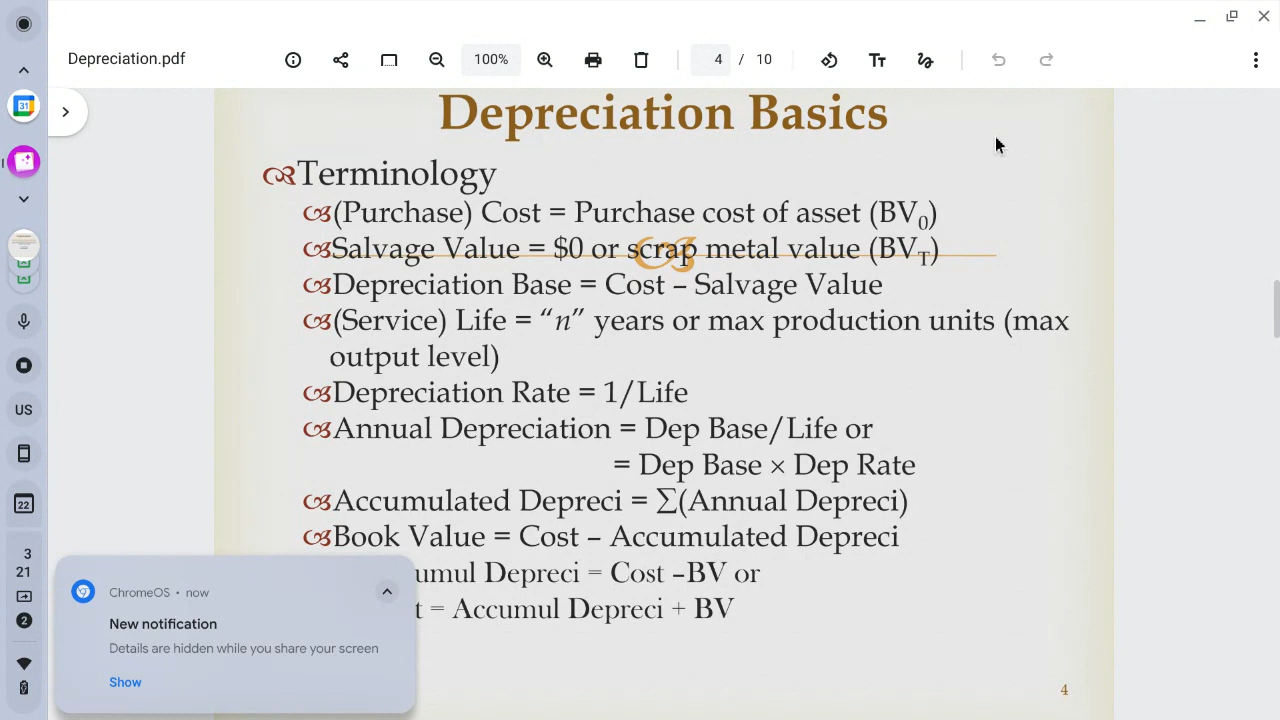 Depreciation.pdf
100%
4 / 10
31
Depreciation Basics
Terminology
(Purchase) Cost = Purchase cost of asset (BV0)
Salvage Value = $0 or scrap metal value (BVT)
Depreciation Base = Cost – Salvage Value
(Service) Life = “n” years or max production units (max
output level)
Depreciation Rate = 1/Life
Annual Depreciation = Dep Base/Life or
= Dep Base × Dep Rate
Accumulated Depreci = ∑(Annual Depreci)
Book Value = Cost – Accumulated Depreci
umul Depreci = Cost –BV or
t = Accumul Depreci + BV
4
US
22
3
21
2
ChromeOS • now
New notification
Details are hidden while you share your screen
Show